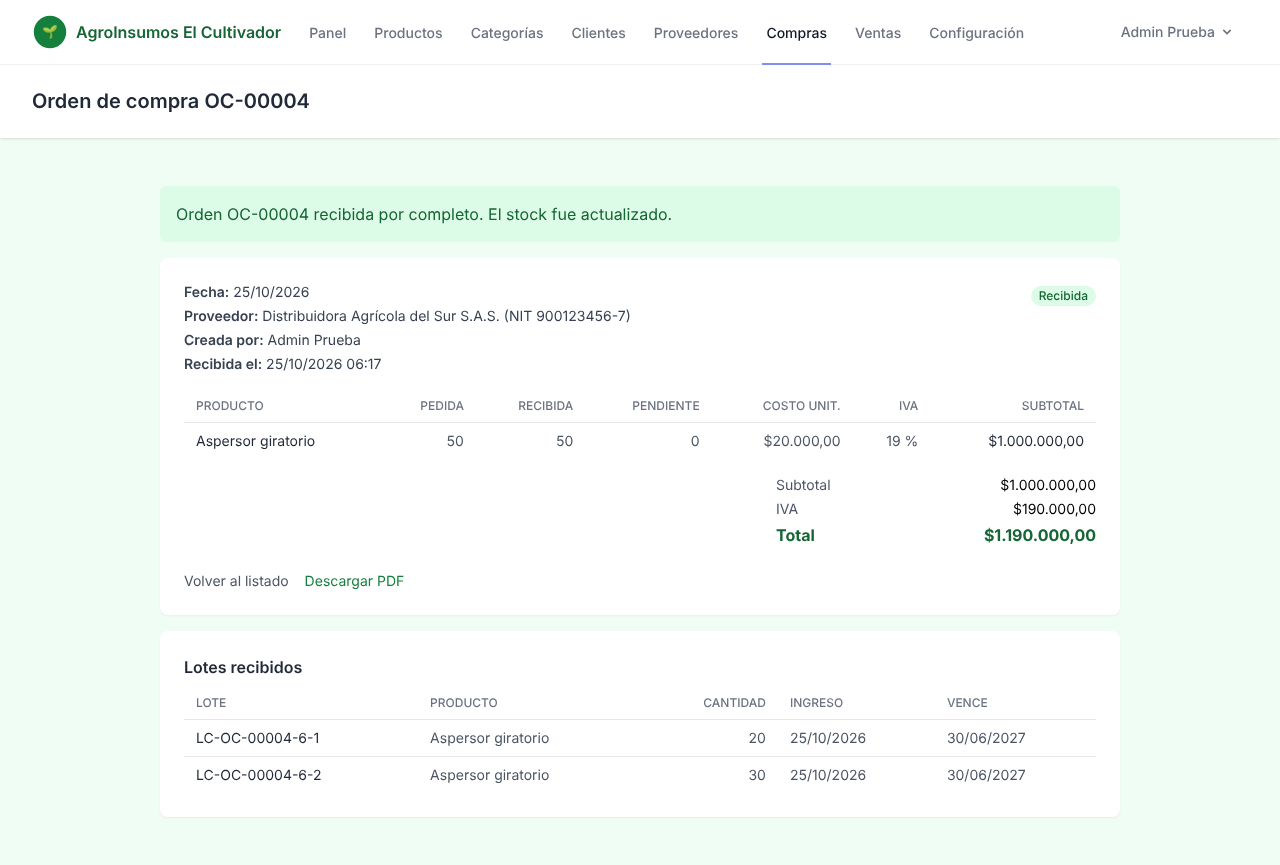 AgroInsumos El Cultivador Panel Productos Categorías Clientes Proveedores Compras Ventas Configuración Admin Prueba
Orden de compra OC-00004
Orden OC-00004 recibida por completo. El stock fue actualizado.
Fecha: 25/10/2026 Recibida
Proveedor: Distribuidora Agrícola del Sur S.A.S. (NIT 900123456-7)
Creada por: Admin Prueba
Recibida el: 25/10/2026 06:17
PRODUCTO PEDIDA RECIBIDA PENDIENTE COSTO UNIT. IVA SUBTOTAL
Aspersor giratorio 50 50 0 $20.000,00 19 % $1.000.000,00
Subtotal $1.000.000,00
IVA $190.000,00
Total $1.190.000,00
Volver al listado Descargar PDF
Lotes recibidos
LOTE PRODUCTO CANTIDAD INGRESO VENCE
LC-OC-00004-6-1 Aspersor giratorio 20 25/10/2026 30/06/2027
LC-OC-00004-6-2 Aspersor giratorio 30 25/10/2026 30/06/2027